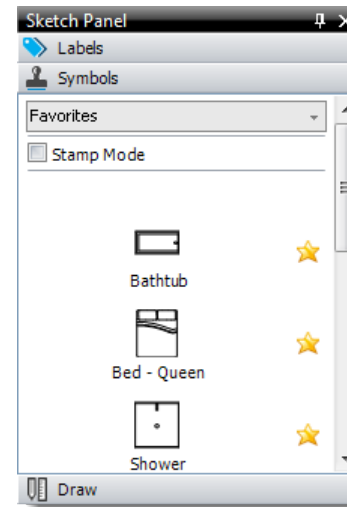 Sketch Panel
Labels
Symbols
Favorites
Stamp Mode
Bathtub
Bed - Queen
Shower
Draw